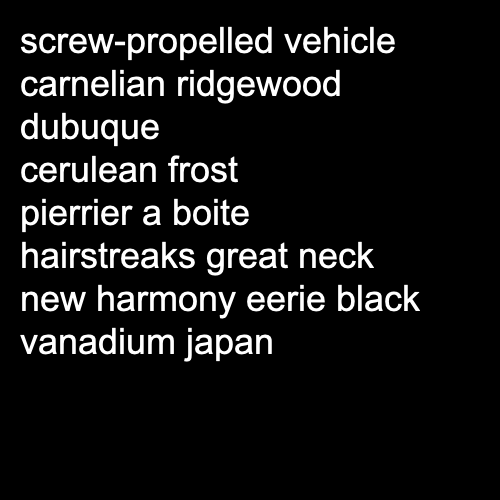 screw-propelled vehicle
carnelian ridgewood
dubuque
cerulean frost
pierrier a boite
hairstreaks great neck
new harmony eerie black
vanadium japan